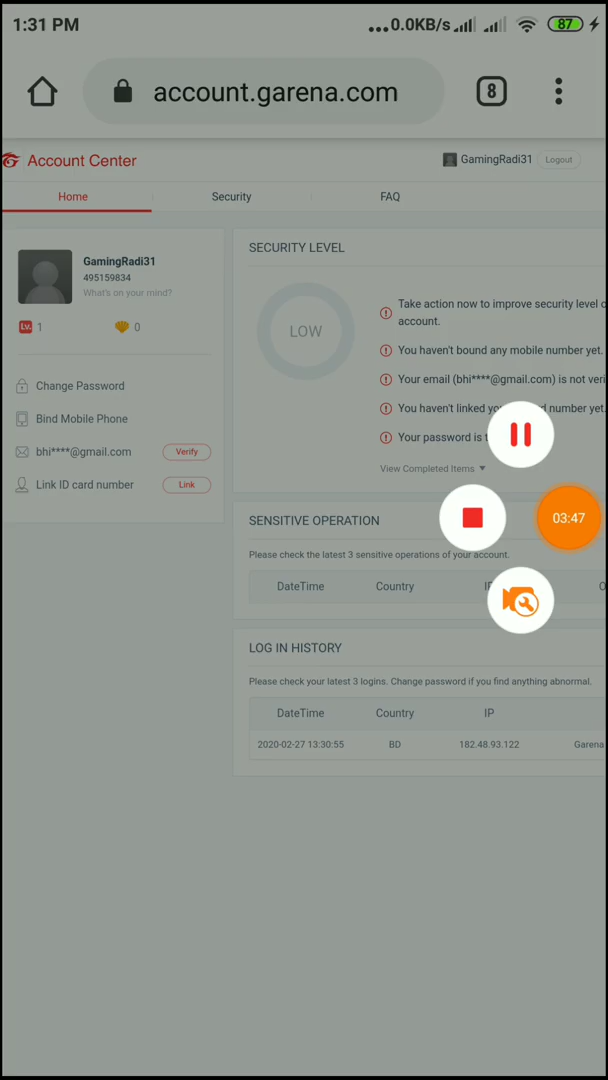 1:31 PM
...0.0KB/s
87
account.garena.com
8
Account Center
GamingRadi31
Logout
Home
Security
FAQ
GamingRadi31
495159834
What's on your mind?
Lv. 1
0
Change Password
Bind Mobile Phone
bhi****@gmail.com
Verify
Link ID card number
Link
SECURITY LEVEL
LOW
Take action now to improve security level o
account.
You haven't bound any mobile number yet.
Your email (bhi****@gmail.com) is not veri
You haven't linked yo d number yet.
Your password is t
View Completed Items
03:47
SENSITIVE OPERATION
Please check the latest 3 sensitive operations of your account.
DateTime
Country
IP
O
LOG IN HISTORY
Please check your latest 3 logins. Change password if you find anything abnormal.
DateTime
Country
IP
2020-02-27 13:30:55
BD
182.48.93.122
Garena